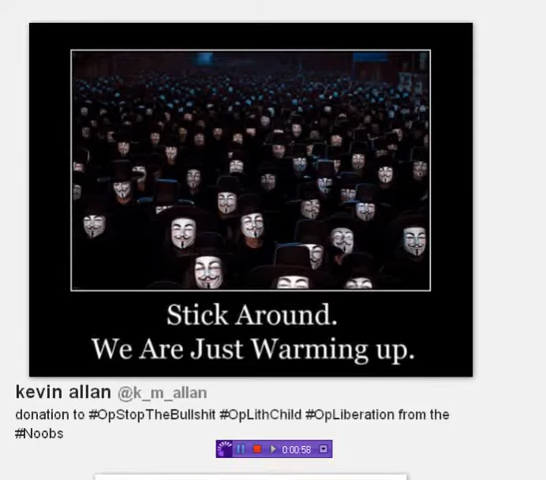 Stick Around.
We Are Just Warming up.
kevin allan @k_m_allan
donation to #OpStopTheBullshit #OpLithChild #OpLiberation from the
#Noobs
0:00:58